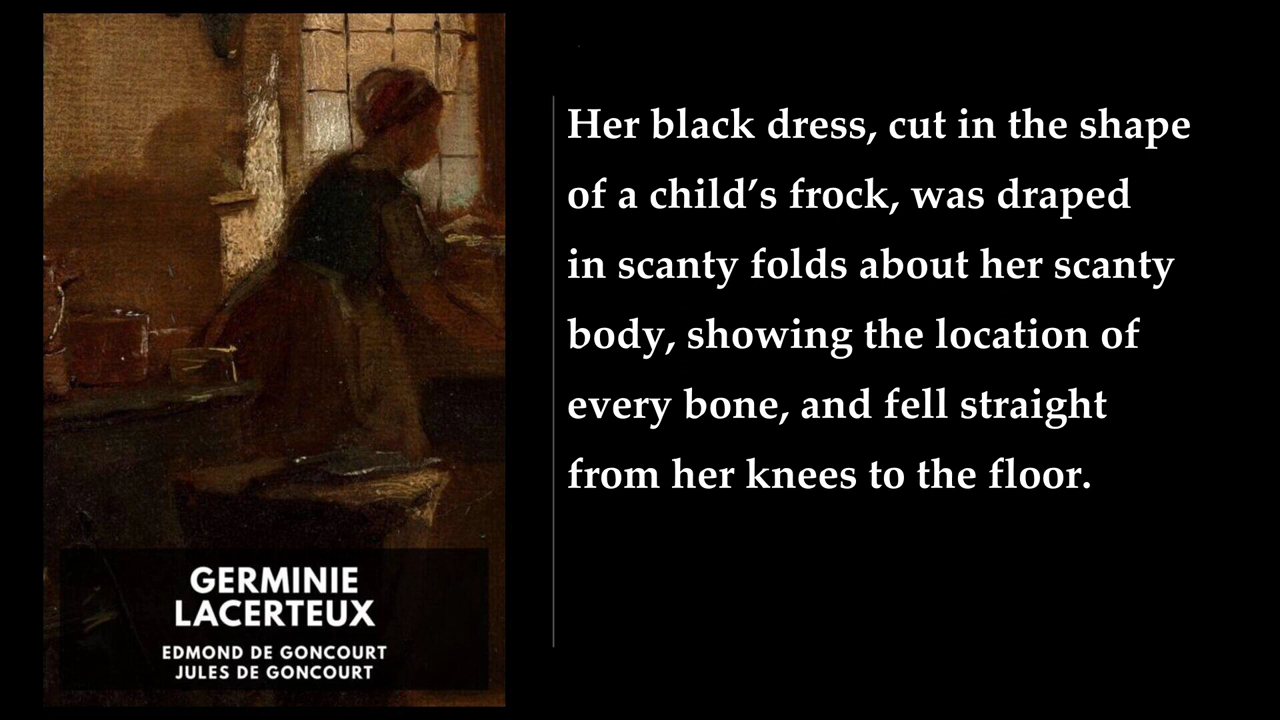 GERMINIE
LACERTEUX
EDMOND DE GONCOURT
JULES DE GONCOURT
Her black dress, cut in the shape
of a child’s frock, was draped
in scanty folds about her scanty
body, showing the location of
every bone, and fell straight
from her knees to the floor.